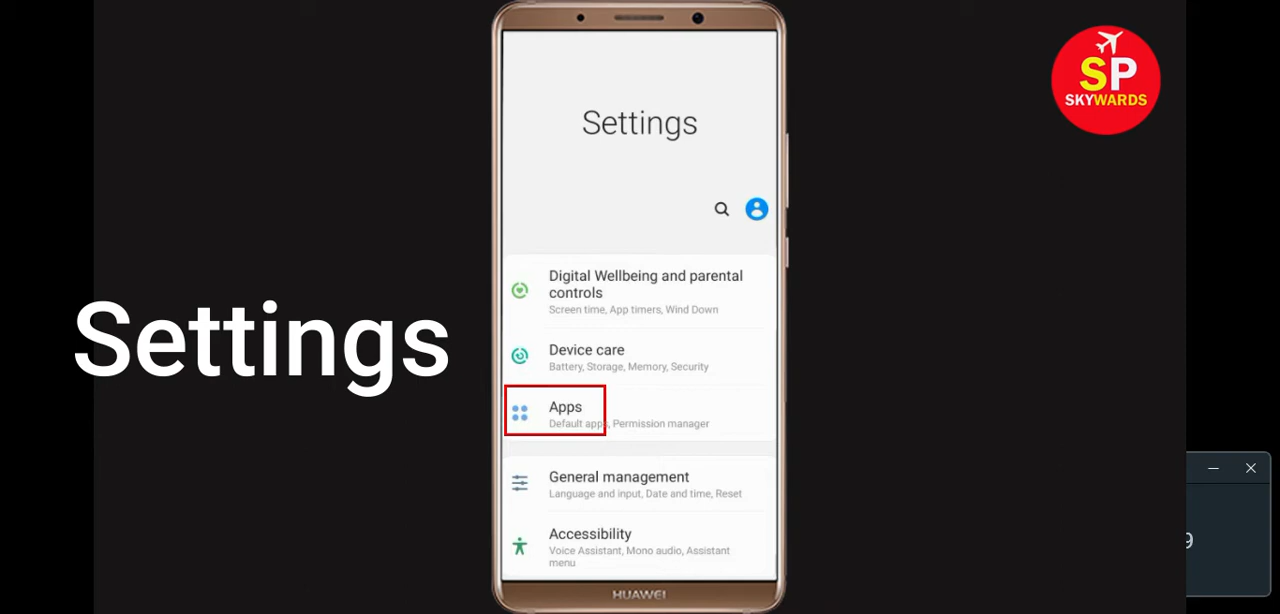 SP
SKYWARDS
Settings
Settings
Digital Wellbeing and parental
controls
Screen time, App timers, Wind Down
Device care
Battery, Storage, Memory, Security
Apps
Default apps, Permission manager
General management
Language and input, Date and time, Reset
Accessibility
Voice Assistant, Mono audio, Assistant
menu
HUAWEI
9